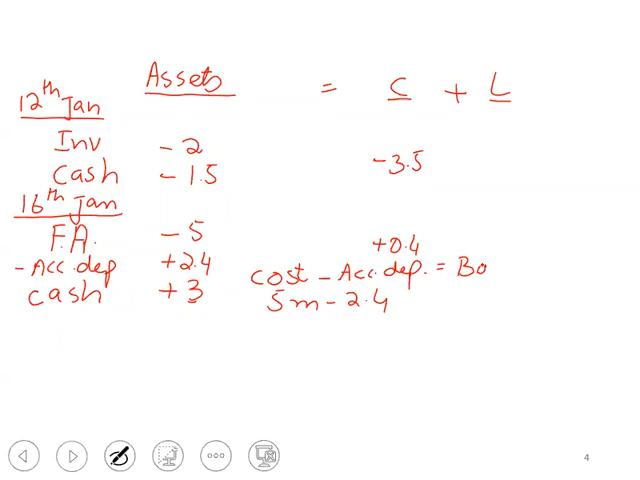 Assets = C + L
12th Jan
Inv - 2
Cash - 1.5 - 3.5
16th Jan
F.A. - 5 +0.4
- Acc. dep +2.4 cost - Acc. dep. = Bo
cash + 3 5m - 2.4
4